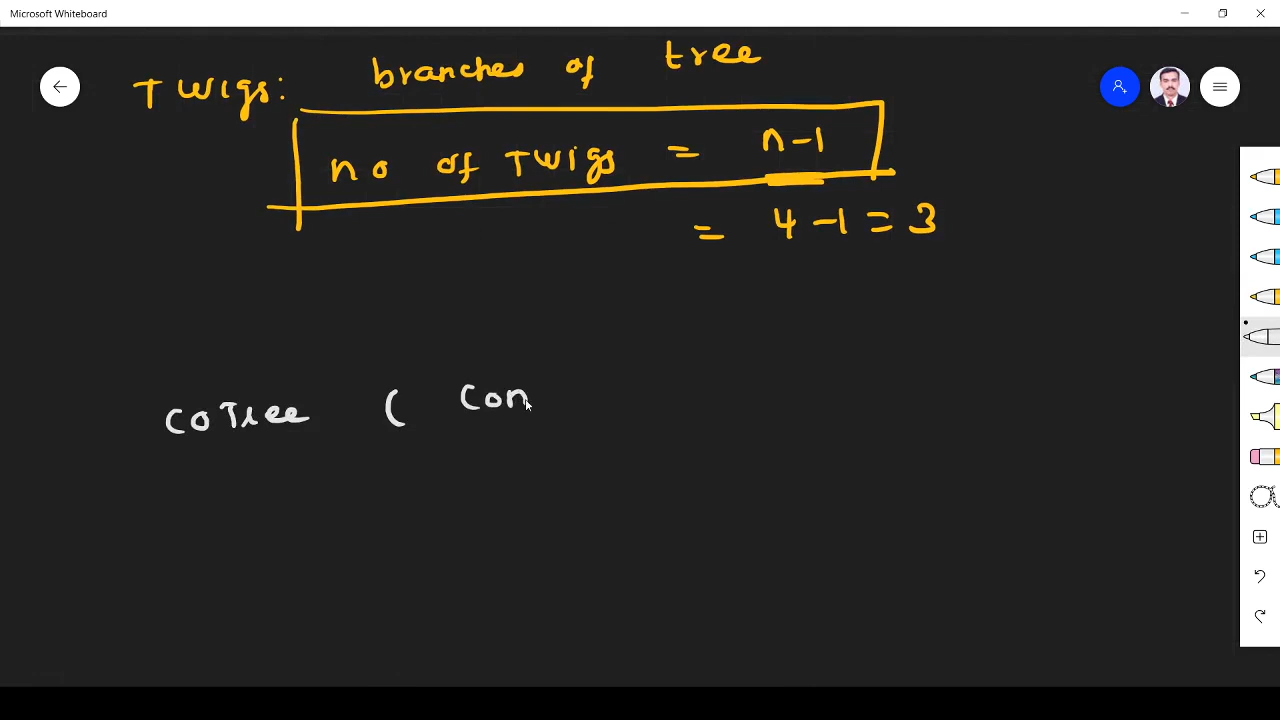 Microsoft Whiteboard
TWIGS: branches of tree
no of TWIGS = n-1
= 4-1 = 3
COTree ( Con